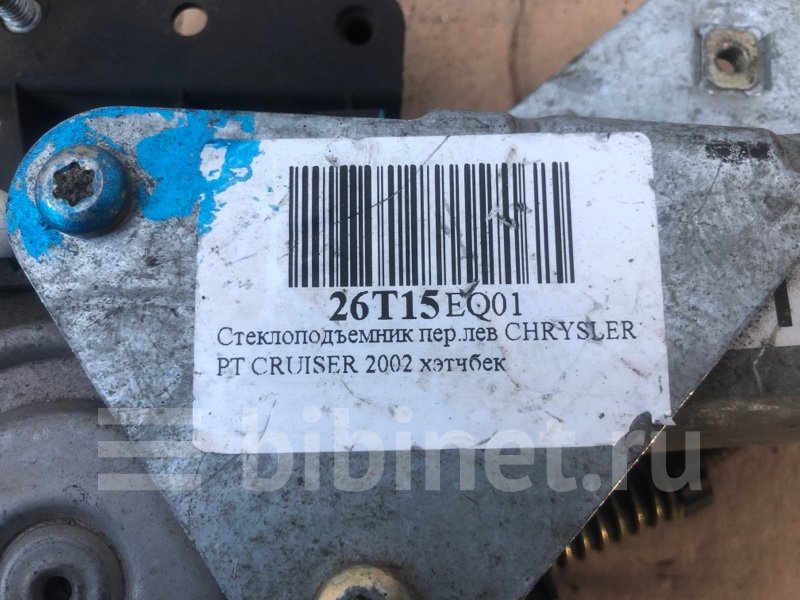 26T15EQ01
Стеклоподъемник пер.лев CHRYSLER
PT CRUISER 2002 хэтчбек
bibinet.ru